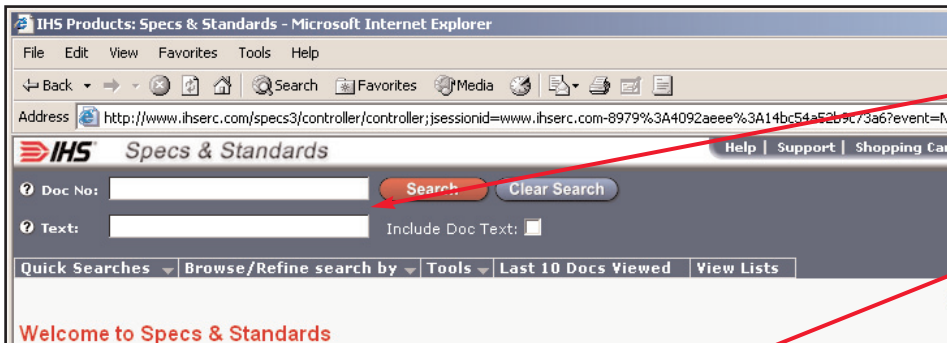 IHS Products: Specs & Standards - Microsoft Internet Explorer
File Edit View Favorites Tools Help
Back Search Favorites Media
Address http://www.ihserc.com/specs3/controller/controller;jsessionid=www.ihserc.com-8979%3A4092aeee%3A14bc54a52b9c73a6?event=N
IHS Specs & Standards Help | Support | Shopping Car
? Doc No: Search Clear Search
? Text: Include Doc Text:
Quick Searches Browse/Refine search by Tools Last 10 Docs Viewed View Lists
Welcome to Specs & Standards